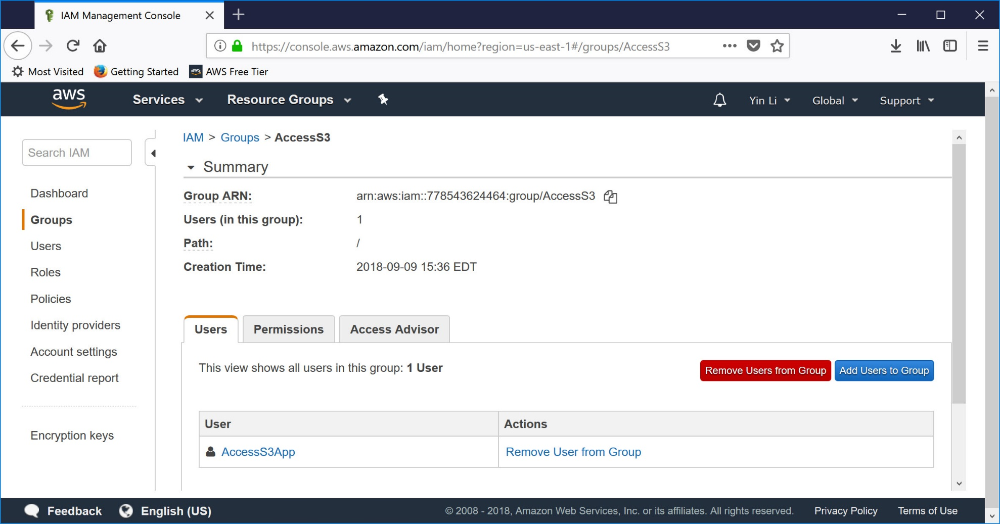 IAM Management Console
https://console.aws.amazon.com/iam/home?region=us-east-1#/groups/AccessS3
Most Visited Getting Started aws AWS Free Tier
aws Services Resource Groups Yin Li Global Support
Search IAM
IAM > Groups > AccessS3
Summary
Group ARN: arn:aws:iam::778543624464:group/AccessS3
Users (in this group): 1
Path: /
Creation Time: 2018-09-09 15:36 EDT
Dashboard
Groups
Users
Roles
Policies
Identity providers
Account settings
Credential report
Encryption keys
Users Permissions Access Advisor
This view shows all users in this group: 1 User
Remove Users from Group Add Users to Group
User Actions
AccessS3App Remove User from Group
Feedback English (US) © 2008 - 2018, Amazon Web Services, Inc. or its affiliates. All rights reserved. Privacy Policy Terms of Use